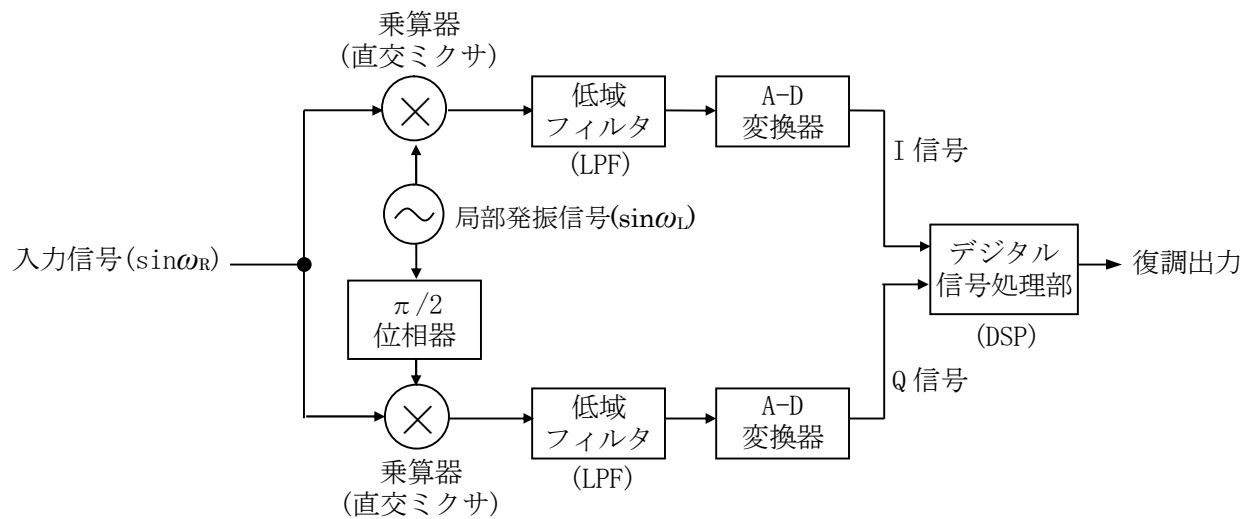 乗算器
(直交ミクサ)
低域
フィルタ
(LPF)
A-D
変換器
I 信号
局部発振信号(sinωL)
入力信号(sinωR)
π/2
位相器
デジタル
信号処理部
(DSP)
復調出力
Q 信号
低域
フィルタ
(LPF)
A-D
変換器
乗算器
(直交ミクサ)